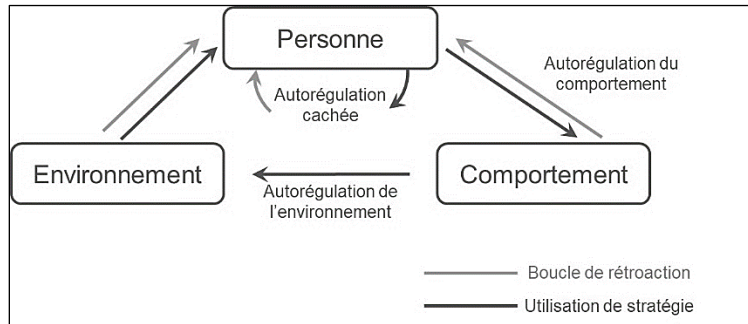 Personne
Autorégulation du
comportement
Autorégulation
cachée
Environnement
Comportement
Autorégulation de
l'environnement
Boucle de rétroaction
Utilisation de stratégie